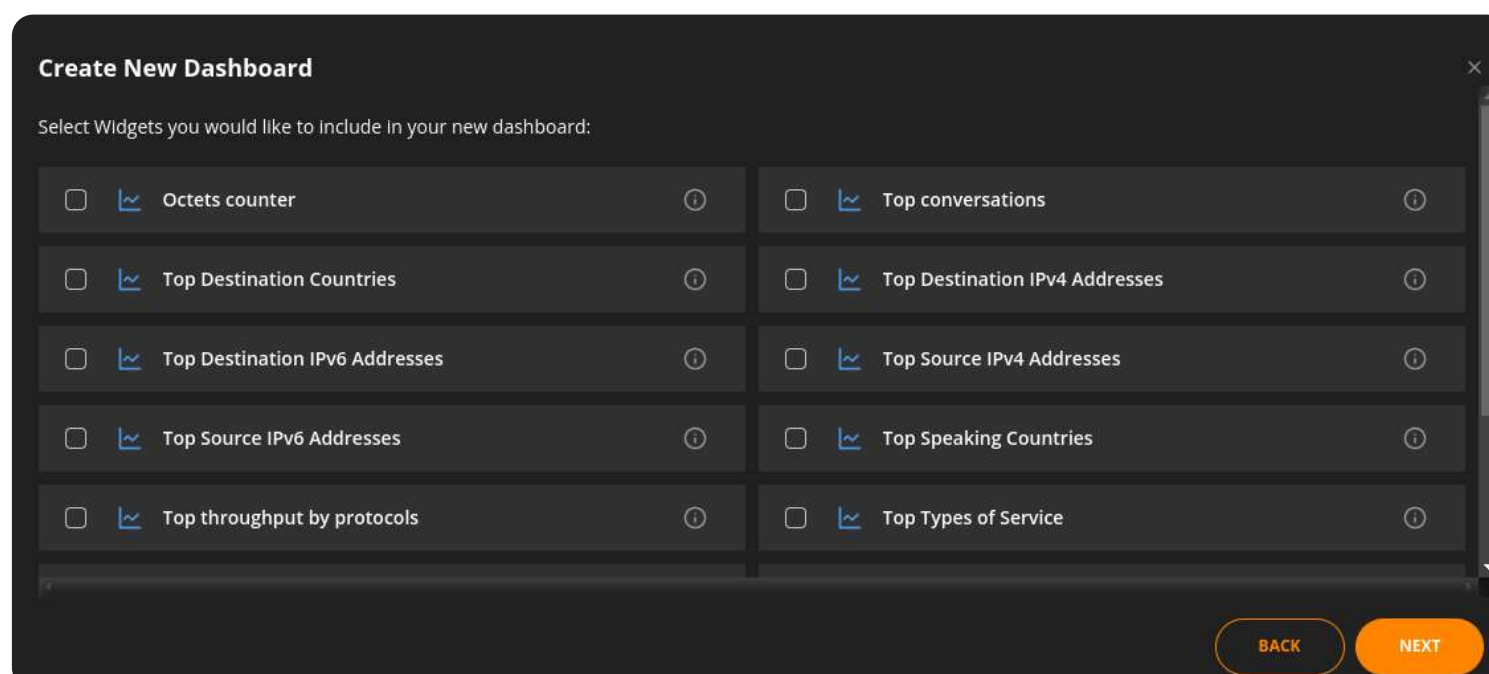 Create New Dashboard
Select Widgets you would like to include in your new dashboard:
Octets counter
Top conversations
Top Destination Countries
Top Destination IPv4 Addresses
Top Destination IPv6 Addresses
Top Source IPv4 Addresses
Top Source IPv6 Addresses
Top Speaking Countries
Top throughput by protocols
Top Types of Service
BACK
NEXT